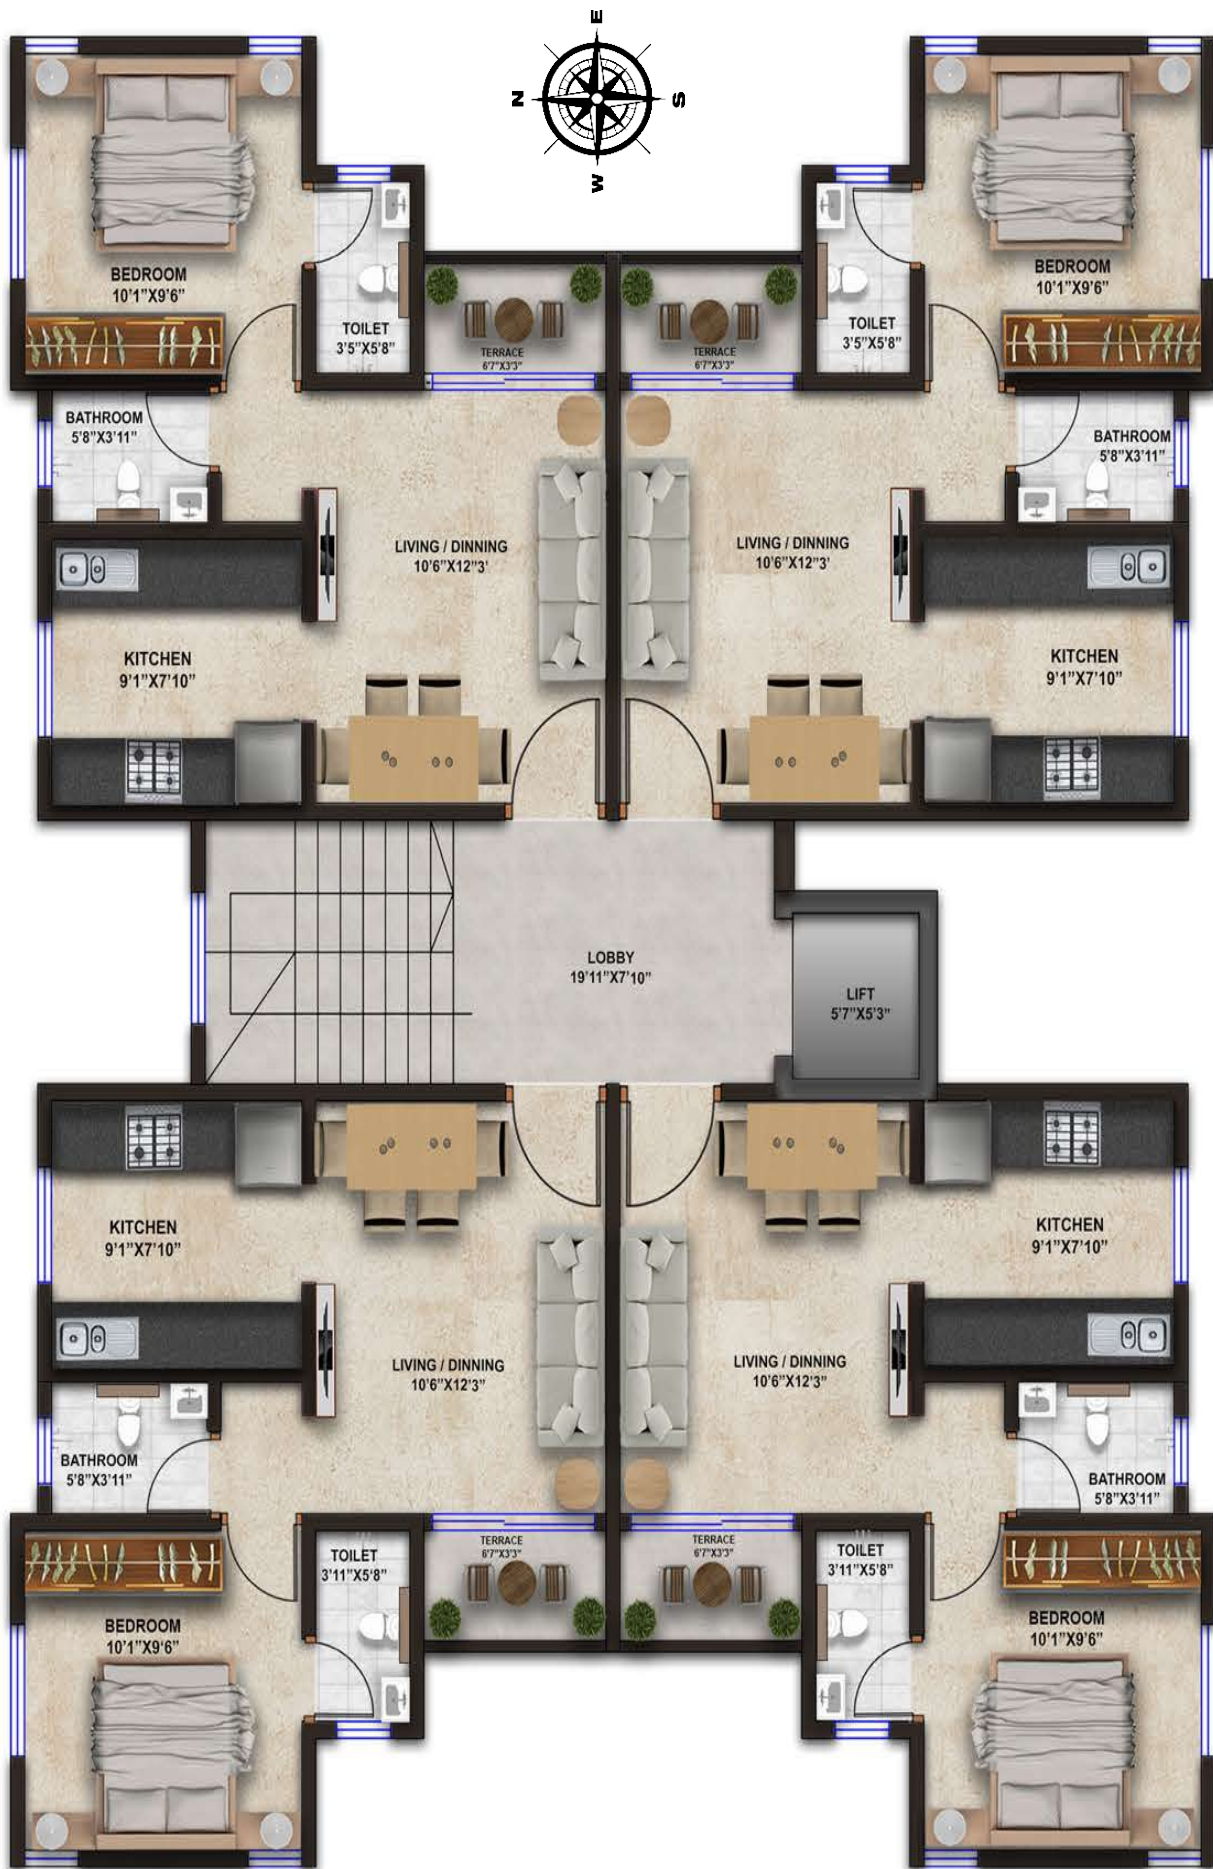 E
N
S
W
BEDROOM
10'1"X9'6"
TOILET
3'5"X5'8"
TERRACE
6'7"X3'3"
BATHROOM
5'8"X3'11"
LIVING / DINNING
10'6"X12"3'
KITCHEN
9'1"X7'10"
BEDROOM
10'1"X9'6"
TOILET
3'5"X5'8"
TERRACE
6'7"X3'3"
BATHROOM
5'8"X3'11"
LIVING / DINNING
10'6"X12"3'
KITCHEN
9'1"X7'10"
LOBBY
19'11"X7'10"
LIFT
5'7"X5'3"
KITCHEN
9'1"X7'10"
LIVING / DINNING
10'6"X12'3"
BATHROOM
5'8"X3'11"
TERRACE
6'7"X3'3"
TOILET
3'11"X5'8"
BEDROOM
10'1"X9'6"
KITCHEN
9'1"X7'10"
LIVING / DINNING
10'6"X12'3"
BATHROOM
5'8"X3'11"
TERRACE
6'7"X3'3"
TOILET
3'11"X5'8"
BEDROOM
10'1"X9'6"